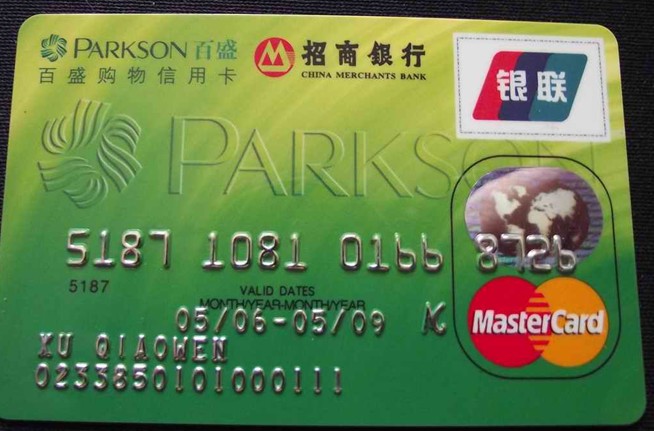 PARKSON 百盛
百盛购物信用卡
招商銀行
CHINA MERCHANTS BANK
银联
PARKSON
5187 1081 0166 8726
5187
VALID DATES
MONTH/YEAR-MONTH/YEAR
05/06-05/09
MasterCard
XU QIAOWEN
0233850101000111